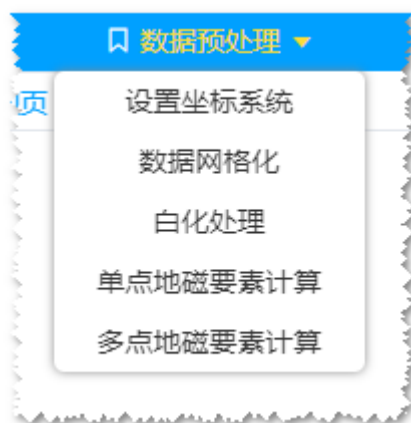 数据预处理
页
设置坐标系统
数据网格化
白化处理
单点地磁要素计算
多点地磁要素计算